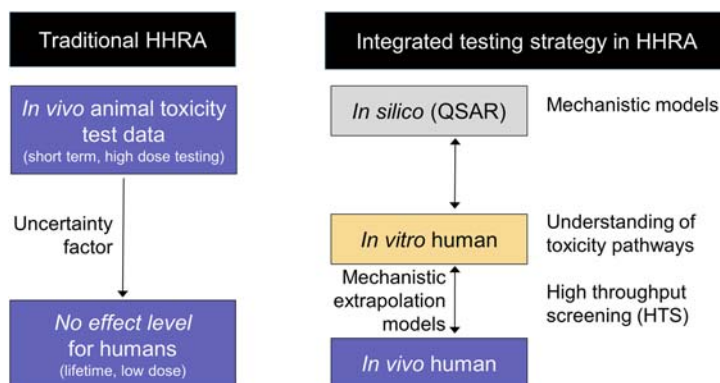 Traditional HHRA
In vivo animal toxicity
test data
(short term, high dose testing)
Uncertainty
factor
No effect level
for humans
(lifetime, low dose)
Integrated testing strategy in HHRA
In silico (QSAR)
Mechanistic models
In vitro human
Understanding of
toxicity pathways
Mechanistic
extrapolation
models
High throughput
screening (HTS)
In vivo human